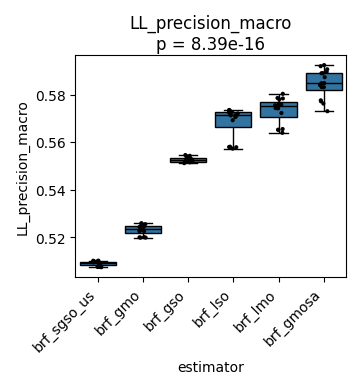 LL_precision_macro
p = 8.39e-16
LL_precision_macro
0.58
0.56
0.54
0.52
brf_sgso_us
brf_gmo
brf_gso
brf_lso
brf_lmo
brf_gmosa
estimator